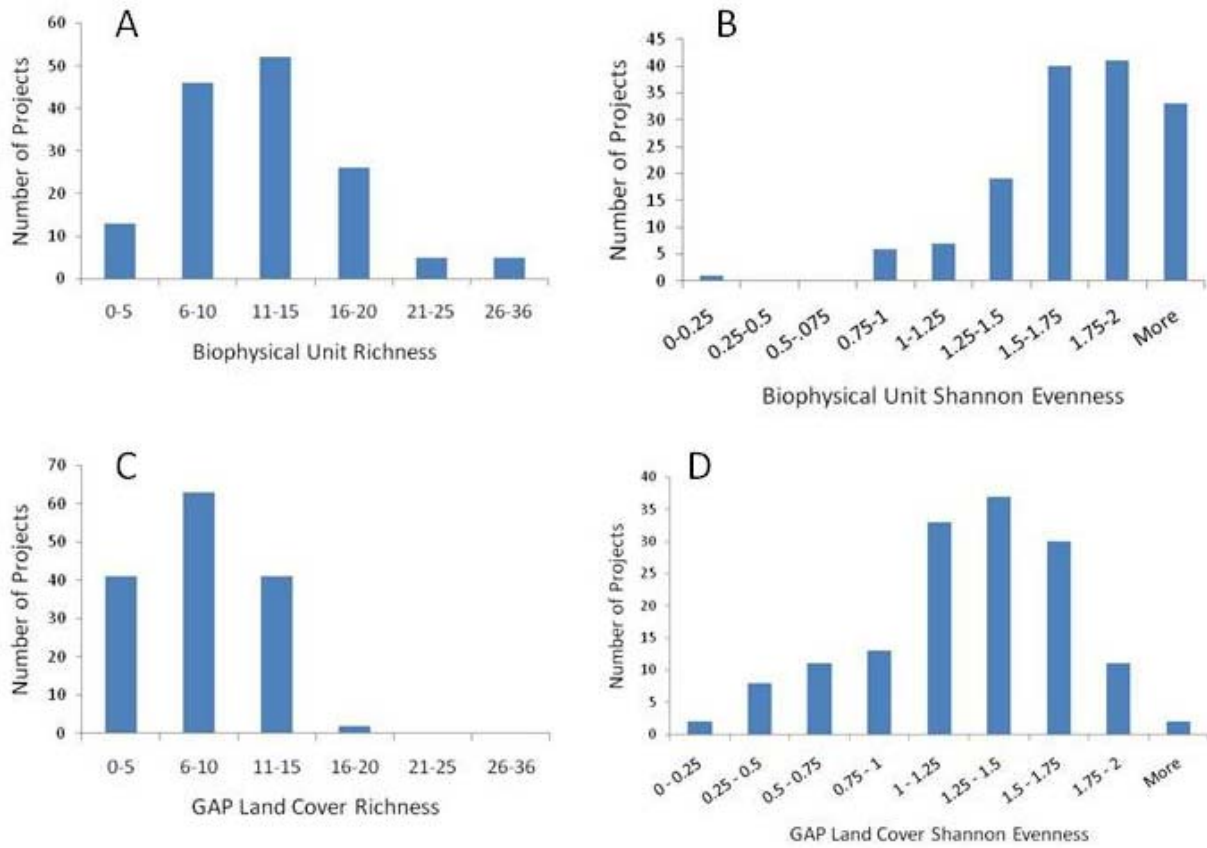 A
Number of Projects
60
50
40
30
20
10
0
0-5 6-10 11-15 16-20 21-25 26-36
Biophysical Unit Richness
B
Number of Projects
45
40
35
30
25
20
15
10
5
0
0-0.25 0.25-0.5 0.5-.075 0.75-1 1-1.25 1.25-1.5 1.5-1.75 1.75-2 More
Biophysical Unit Shannon Evenness
C
Number of Projects
70
60
50
40
30
20
10
0
0-5 6-10 11-15 16-20 21-25 26-36
GAP Land Cover Richness
D
Number of Projects
40
35
30
25
20
15
10
5
0
0 - 0.25 0.25 - 0.5 0.5 - 0.75 0.75 - 1 1 - 1.25 1.25 - 1.5 1.5 - 1.75 1.75 - 2 More
GAP Land Cover Shannon Evenness